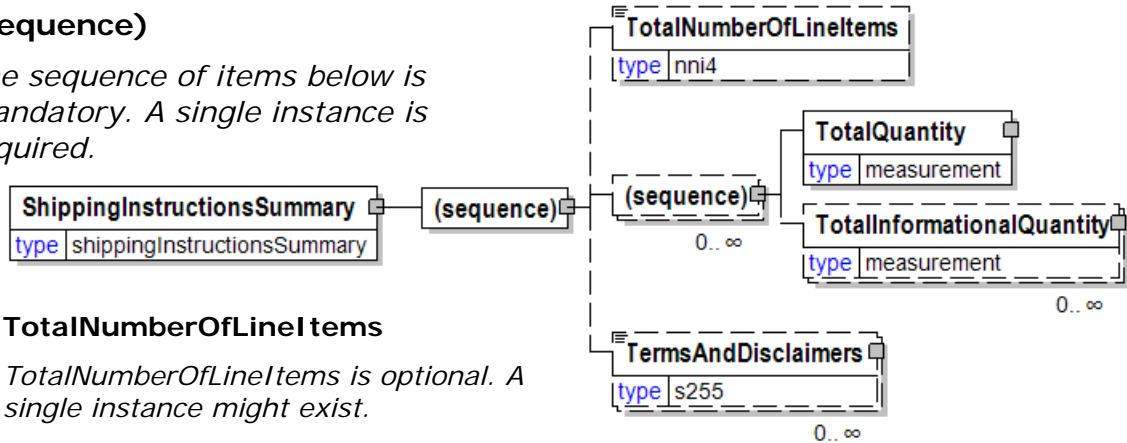 equence)
e sequence of items below is
andatory. A single instance is
quired.
ShippingInstructionsSummary
type shippingInstructionsSummary
(sequence)
TotalNumberOfLineItems
type nni4
(sequence)
0.. ∞
TotalQuantity
type measurement
TotalInformationalQuantity
type measurement
0.. ∞
TermsAndDisclaimers
type s255
0.. ∞
TotalNumberOfLineItems
TotalNumberOfLineItems is optional. A
single instance might exist.